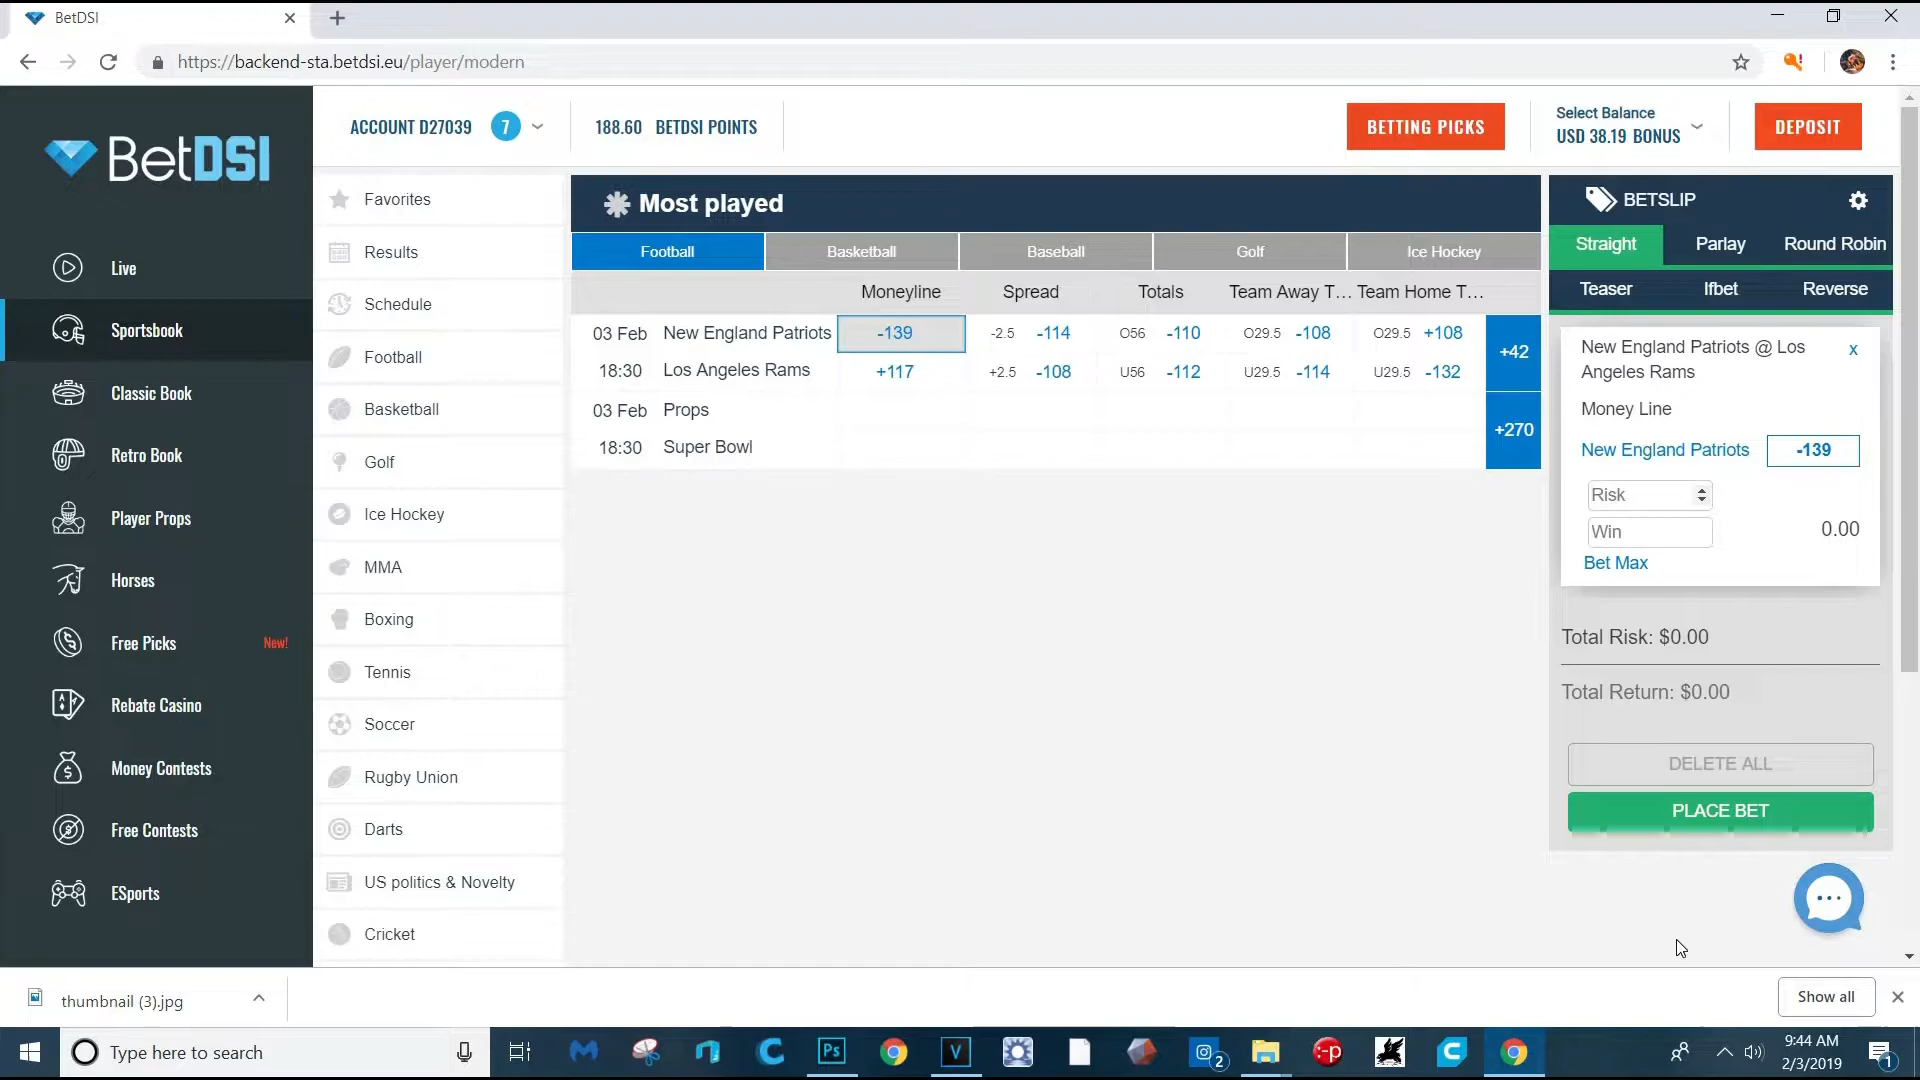 BetDSI
https://backend-sta.betdsi.eu/player/modern
BetDSI
Live
Sportsbook
Classic Book
Retro Book
Player Props
Horses
Free Picks New!
Rebate Casino
Money Contests
Free Contests
ESports
ACCOUNT D27039 7
188.60 BETDSI POINTS
BETTING PICKS
Select Balance
USD 38.19 BONUS
DEPOSIT
Favorites
Results
Schedule
Football
Basketball
Golf
Ice Hockey
MMA
Boxing
Tennis
Soccer
Rugby Union
Darts
US politics & Novelty
Cricket
Most played
Football Basketball Baseball Golf Ice Hockey
Moneyline Spread Totals Team Away T... Team Home T...
03 Feb New England Patriots -139 -2.5 -114 O56 -110 O29.5 -108 O29.5 +108
+42
18:30 Los Angeles Rams +117 +2.5 -108 U56 -112 U29.5 -114 U29.5 -132
03 Feb Props
+270
18:30 Super Bowl
BETSLIP
Straight Parlay Round Robin
Teaser Ifbet Reverse
New England Patriots @ Los
Angeles Rams
x
Money Line
New England Patriots -139
Risk
Win 0.00
Bet Max
Total Risk: $0.00
Total Return: $0.00
DELETE ALL
PLACE BET
thumbnail (3).jpg
Show all
Type here to search
Ps
V
2
:-p
9:44 AM
2/3/2019
1